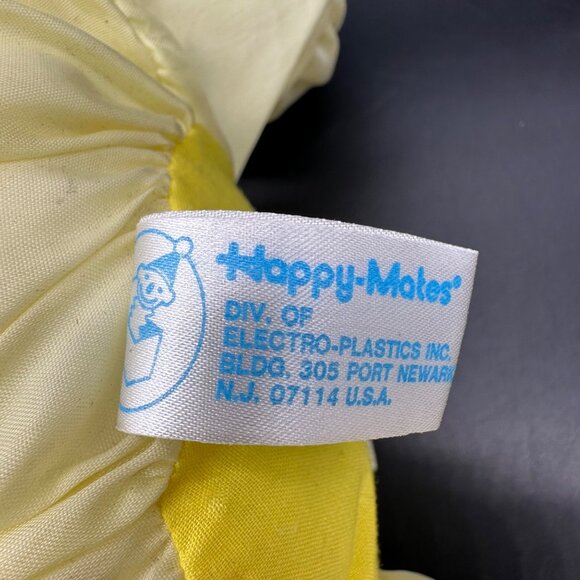 Happy-Mates®
DIV. OF
ELECTRO-PLASTICS INC.
BLDG. 305 PORT NEWARK
N.J. 07114 U.S.A.